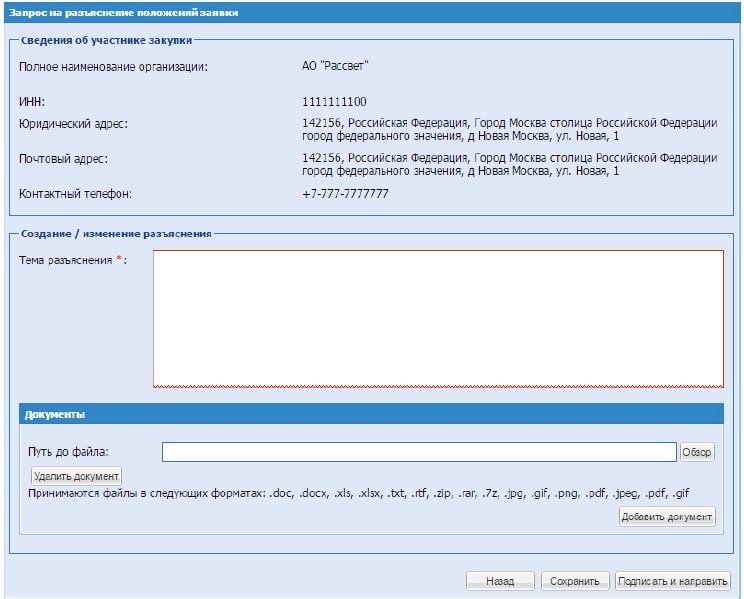 Запрос на разъяснение положений заявки
Сведения об участнике закупки
Полное наименование организации: АО "Рассвет"
ИНН: 1111111100
Юридический адрес: 142156, Российская Федерация, Город Москва столица Российской Федерации
город федерального значения, д Новая Москва, ул. Новая, 1
Почтовый адрес: 142156, Российская Федерация, Город Москва столица Российской Федерации
город федерального значения, д Новая Москва, ул. Новая, 1
Контактный телефон: +7-777-7777777
Создание / изменение разъяснения
Тема разъяснения *:
Документы
Путь до файла: Обзор
Удалить документ
Принимаются файлы в следующих форматах: .doc, .docx, .xls, .xlsx, .txt, .rtf, .zip, .rar, .7z, .jpg, .gif, .png, .pdf, .jpeg, .pdf, .gif
Добавить документ
Назад Сохранить Подписать и направить